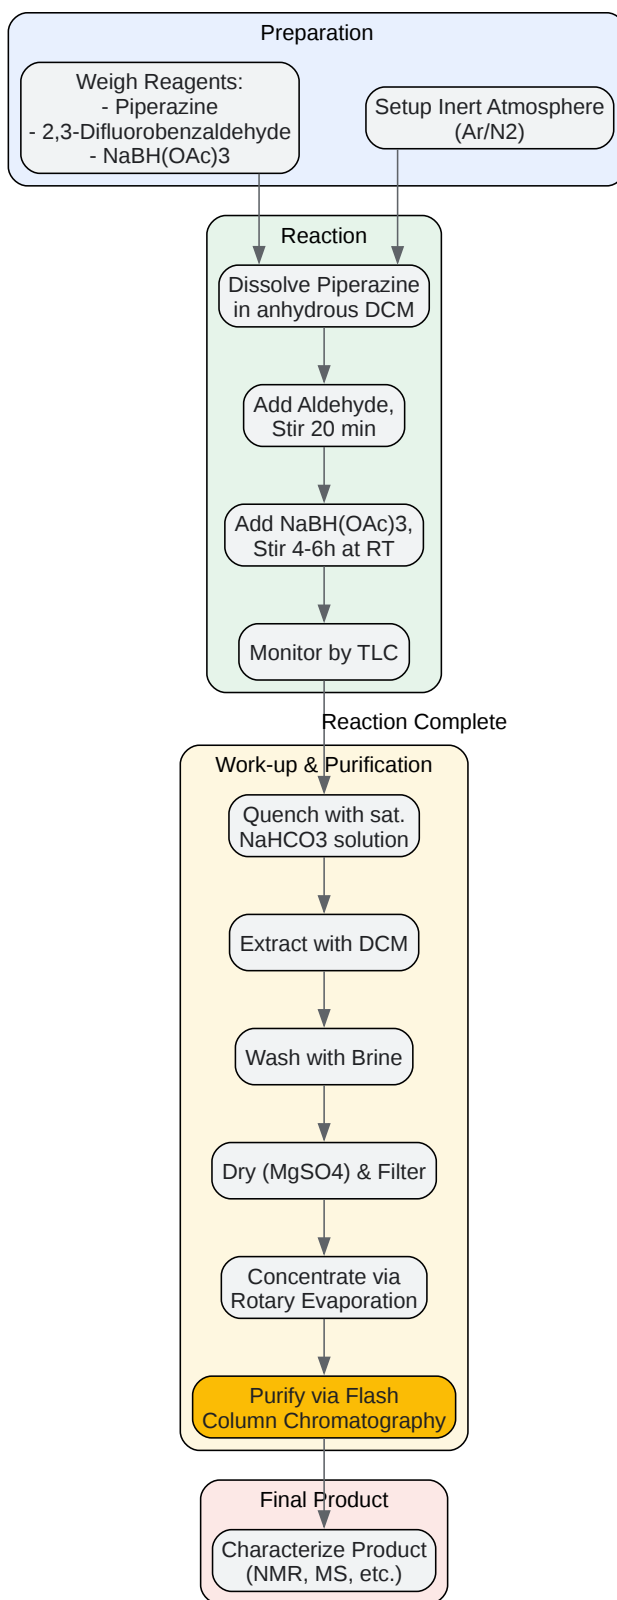 Preparation
Weigh Reagents:
- Piperazine
- 2,3-Difluorobenzaldehyde
- NaBH(OAc)3
Setup Inert Atmosphere
(Ar/N2)
Reaction
Dissolve Piperazine
in anhydrous DCM
Add Aldehyde,
Stir 20 min
Add NaBH(OAc)3,
Stir 4-6h at RT
Monitor by TLC
Reaction Complete
Work-up & Purification
Quench with sat.
NaHCO3 solution
Extract with DCM
Wash with Brine
Dry (MgSO4) & Filter
Concentrate via
Rotary Evaporation
Purify via Flash
Column Chromatography
Final Product
Characterize Product
(NMR, MS, etc.)